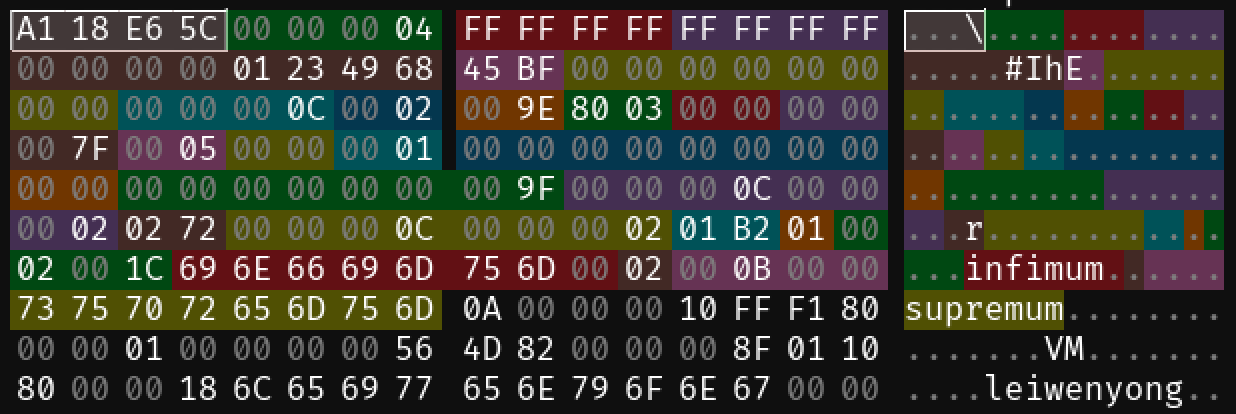 A1 18 E6 5C 00 00 00 04 FF FF FF FF FF FF FF FF ...\............
00 00 00 00 01 23 49 68 45 BF 00 00 00 00 00 00 .....#IhE.......
00 00 00 00 00 0C 00 02 00 9E 80 03 00 00 00 00 ................
00 7F 00 05 00 00 00 01 00 00 00 00 00 00 00 00 ................
00 00 00 00 00 00 00 00 00 9F 00 00 00 0C 00 00 ................
00 02 02 72 00 00 00 0C 00 00 00 02 01 B2 01 00 ...r............
02 00 1C 69 6E 66 69 6D 75 6D 00 02 00 0B 00 00 ...infimum......
73 75 70 72 65 6D 75 6D 0A 00 00 00 10 FF F1 80 supremum........
00 00 01 00 00 00 00 56 4D 82 00 00 00 8F 01 10 .......VM.......
80 00 00 18 6C 65 69 77 65 6E 79 6F 6E 67 00 00 ....leiwenyong..